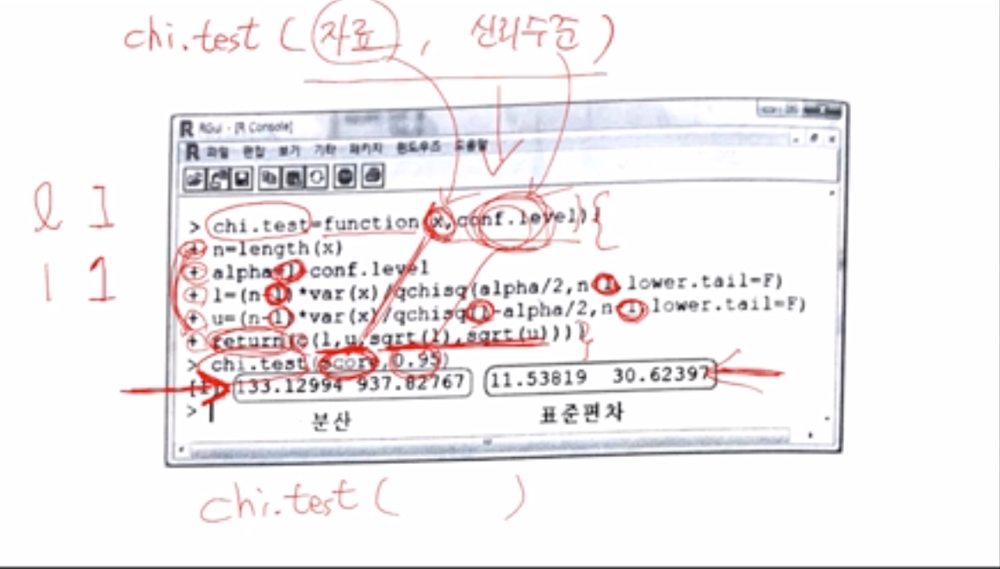 chi.test ( 자료 , 신뢰수준 )
RGui - [R Console]
R 파일 편집 보기 기타 패키지 윈도우즈 도움말
l 1
l 1
> chi.test=function(x,conf.level){ ) {
+ n=length(x)
+ alpha=1-conf.level
+ l=(n-1)*var(x)/qchisq(alpha/2,n-1,lower.tail=F)
+ u=(n-1)*var(x)/qchisq(1-alpha/2,n-1,lower.tail=F)
+ return(c(l,u,sqrt(l),sqrt(u)))} }
> chi.test(score,0.95)
[1] 133.12994 937.82767 11.53819 30.62397
> 분산 표준편차
chi.test ( )